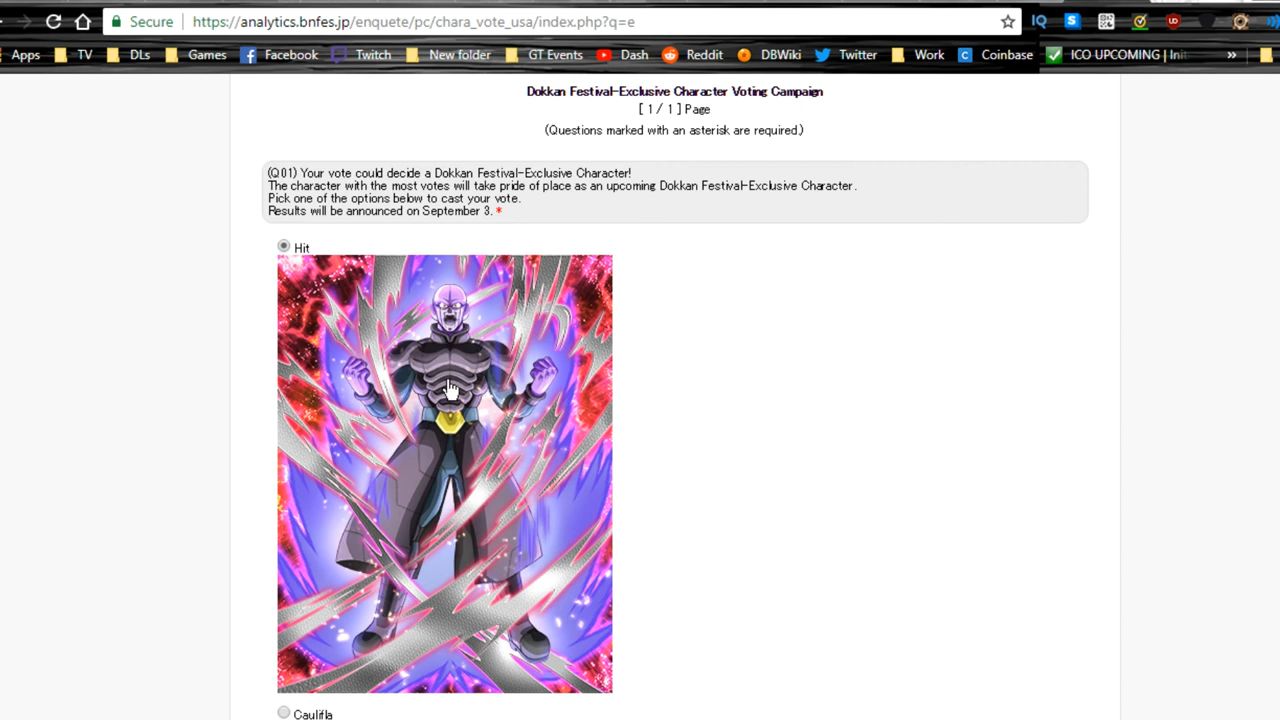 Secure https://analytics.bnfes.jp/enquete/pc/chara_vote_usa/index.php?q=e
Apps TV DLs Games Facebook Twitch New folder GT Events Dash Reddit DBWiki Twitter Work Coinbase ICO UPCOMING | Init »
Dokkan Festival-Exclusive Character Voting Campaign
[ 1 / 1 ] Page
(Questions marked with an asterisk are required.)
(Q01) Your vote could decide a Dokkan Festival-Exclusive Character!
The character with the most votes will take pride of place as an upcoming Dokkan Festival-Exclusive Character.
Pick one of the options below to cast your vote.
Results will be announced on September 3. *
Hit
Caulifla